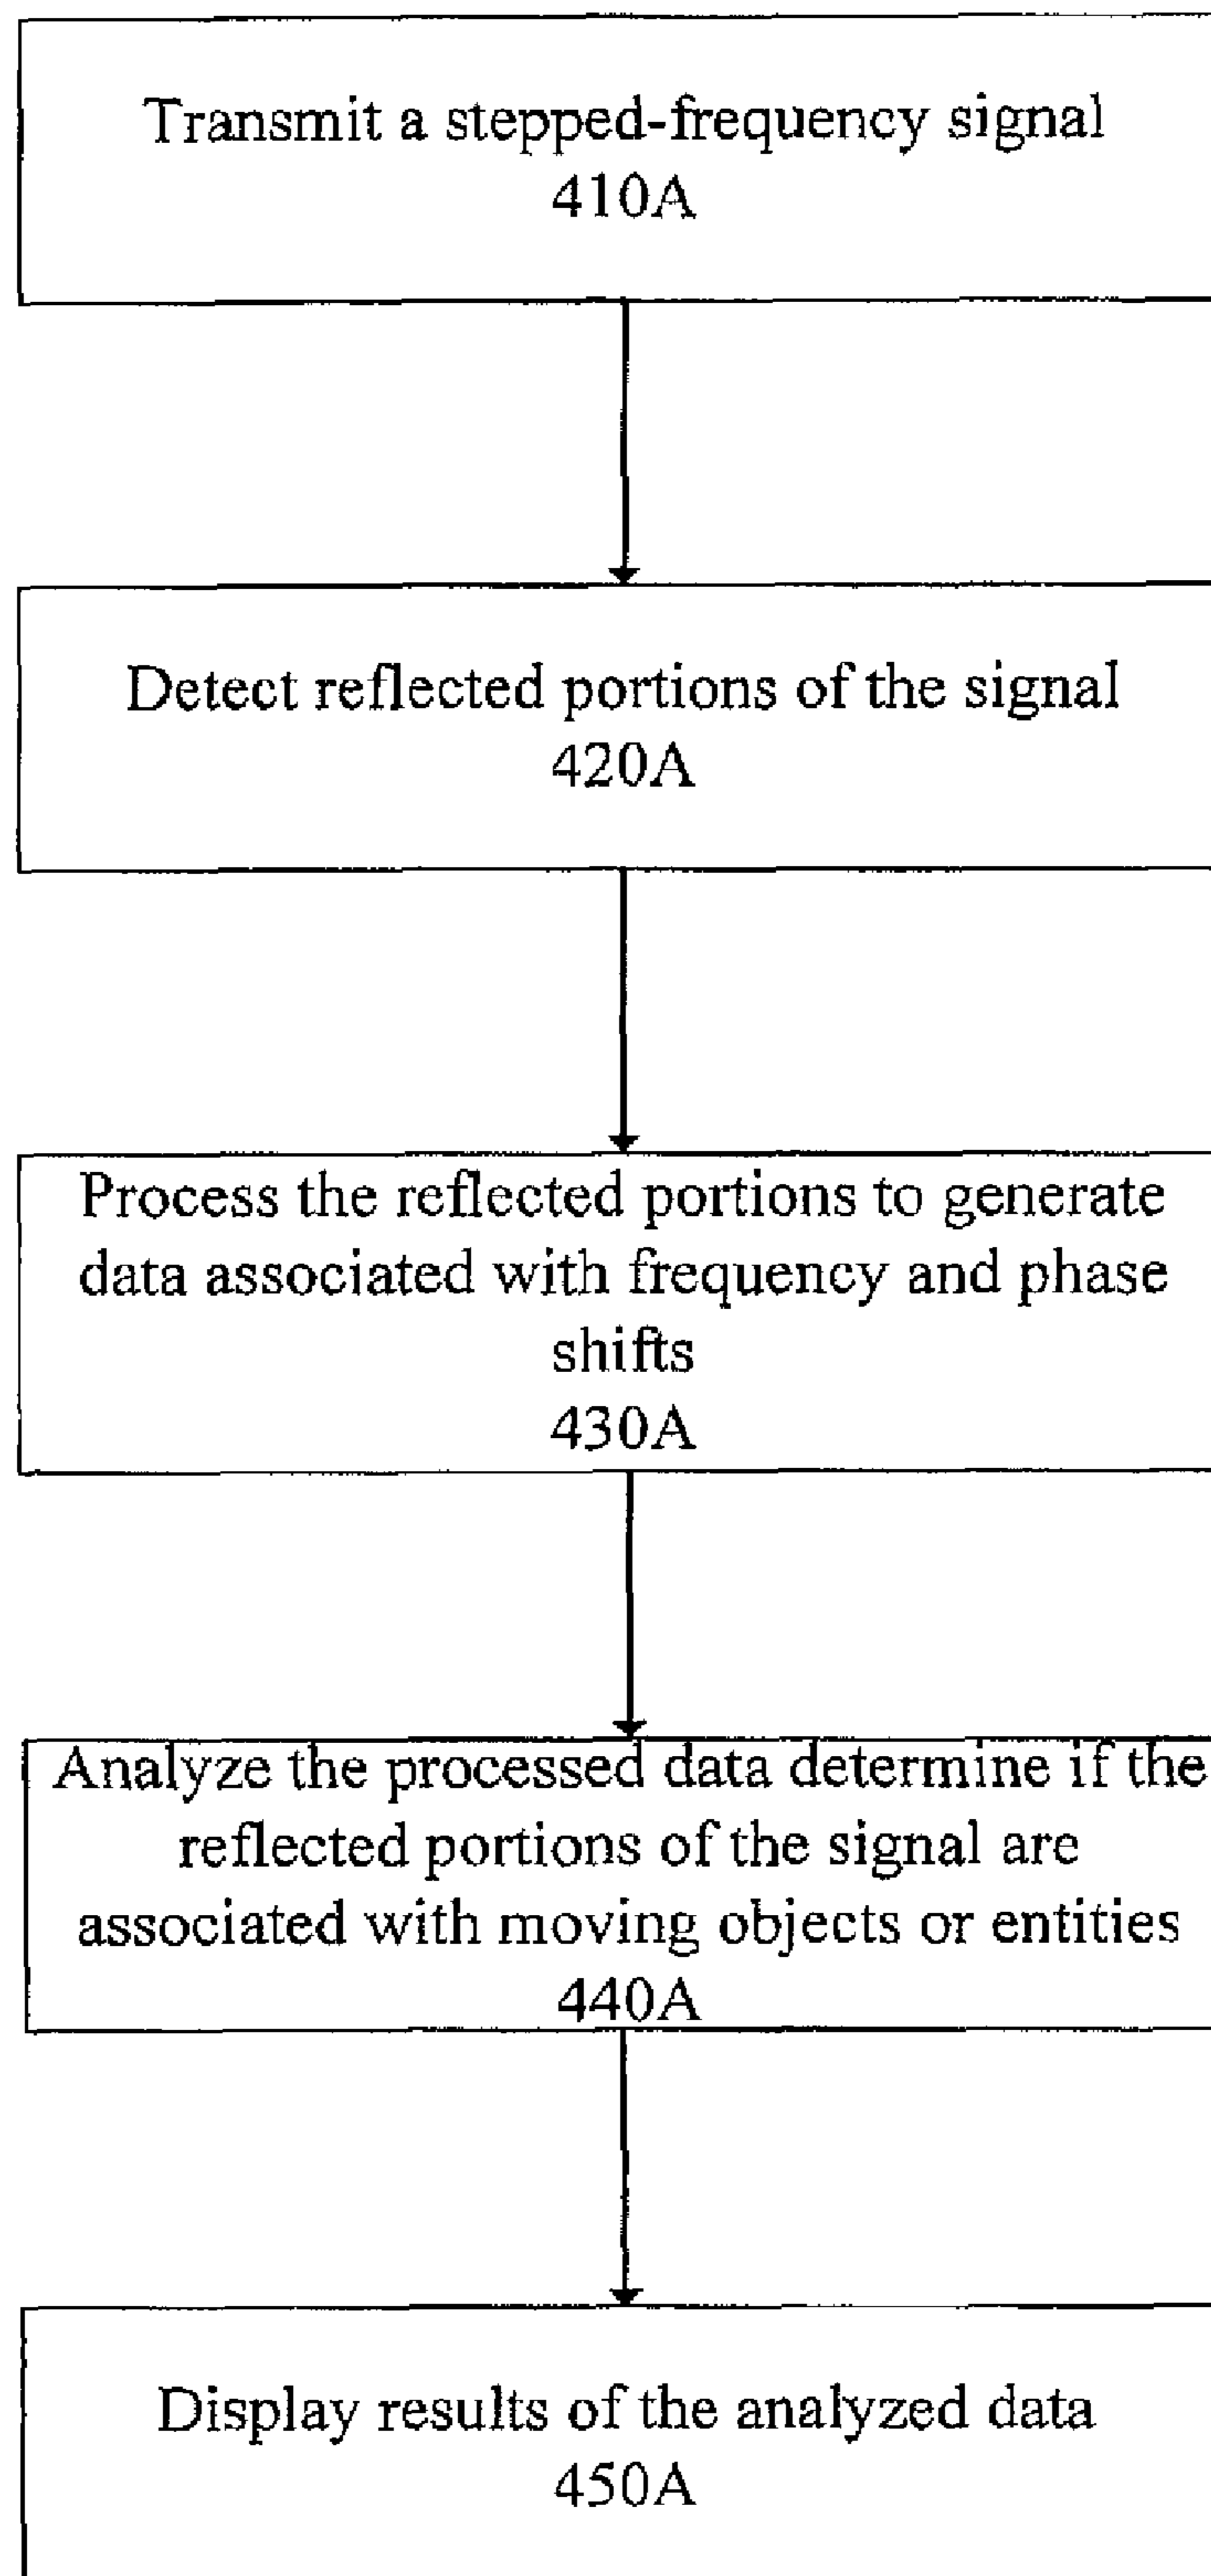 Transmit a stepped-frequency signal
410A
Detect reflected portions of the signal
420A
Process the reflected portions to generate
data associated with frequency and phase
shifts
430A
Analyze the processed data determine if the
reflected portions of the signal are
associated with moving objects or entities
440A
Display results of the analyzed data
450A